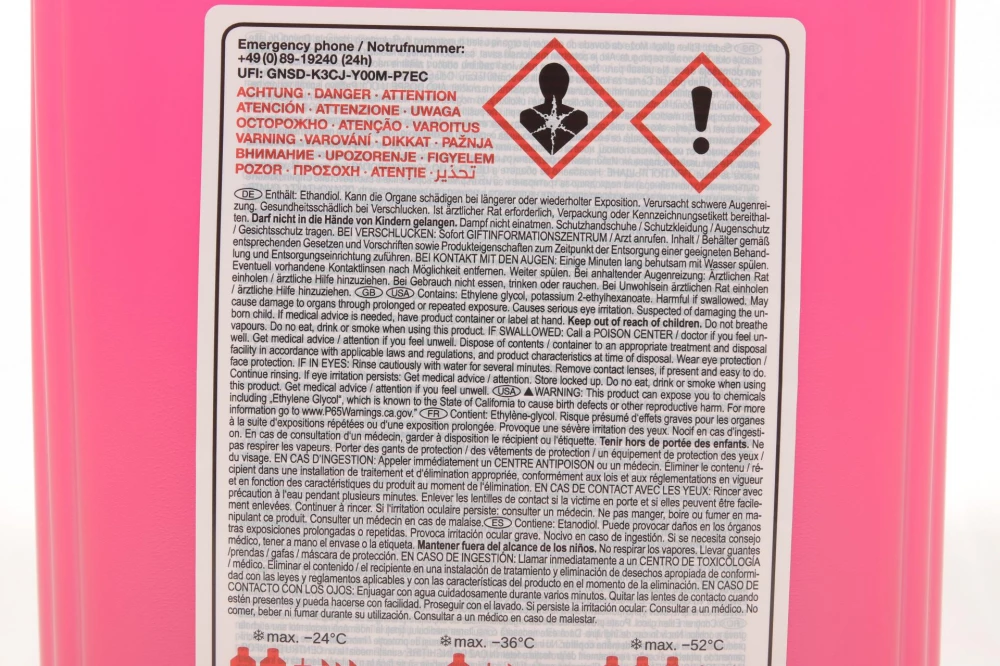 Emergency phone / Notrufnummer:
+49(0)89-19240 (24h)
UFI: GNSD-K3CJ-Y00M-P7EC
ACHTUNG · DANGER · ATTENTION
ATENCIÓN · ATTENZIONE · UWAGA
ОСТОРОЖНО · ATENÇÃO · VAROITUS
VARNING · VAROVÁNÍ · DIKKAT · PAŽNJA
ВНИМАНИЕ · UPOZORENJE · FIGYELEM
POZOR · ΠΡΟΣΟΧΗ · ATENŢIE · تحذير
DE Enthält: Ethandiol. Kann die Organe schädigen bei längerer oder wiederholter Exposition. Verursacht schwere Augenrei-
zung. Gesundheitsschädlich bei Verschlucken. Ist ärztlicher Rat erforderlich, Verpackung oder Kennzeichnungsetikett bereithal-
ten. Darf nicht in die Hände von Kindern gelangen. Dampf nicht einatmen. Schutzhandschuhe / Schutzkleidung / Augenschutz
/ Gesichtsschutz tragen. BEI VERSCHLUCKEN: Sofort GIFTINFORMATIONSZENTRUM / Arzt anrufen. Inhalt / Behälter gemäß
entsprechenden Gesetzen und Vorschriften sowie Produkteigenschaften zum Zeitpunkt der Entsorgung einer geeigneten Behand-
lung und Entsorgungseinrichtung zuführen. BEI KONTAKT MIT DEN AUGEN: Einige Minuten lang behutsam mit Wasser spülen.
Eventuell vorhandene Kontaktlinsen nach Möglichkeit entfernen. Weiter spülen. Bei anhaltender Augenreizung: Ärztlichen Rat
einholen / ärztliche Hilfe hinzuziehen. Bei Gebrauch nicht essen, trinken oder rauchen. Bei Unwohlsein ärztlichen Rat einholen
/ ärztliche Hilfe hinzuziehen. GB USA Contains: Ethylene glycol, potassium 2-ethylhexanoate. Harmful if swallowed. May
cause damage to organs through prolonged or repeated exposure. Causes serious eye irritation. Suspected of damaging the un-
born child. If medical advice is needed, have product container or label at hand. Keep out of reach of children. Do not breathe
vapours. Do no eat, drink or smoke when using this product. IF SWALLOWED: Call a POISON CENTER / doctor if you feel un-
well. Get medical advice / attention if you feel unwell. Dispose of contents / container to an appropriate treatment and disposal
facility in accordance with applicable laws and regulations, and product characteristics at time of disposal. Wear eye protection /
face protection. IF IN EYES: Rinse cautiously with water for several minutes. Remove contact lenses, if present and easy to do.
Continue rinsing. If eye irritation persists: Get medical advice / attention. Store locked up. Do no eat, drink or smoke when using
this product. Get medical advice / attention if you feel unwell. USA ▲WARNING: This product can expose you to chemicals
including „Ethylene Glycol", which is known to the State of California to cause birth defects or other reproductive harm. For more
information go to www.P65Warnings.ca.gov." FR Contient: Ethylène-glycol. Risque présumé d'effets graves pour les organes
à la suite d'expositions répétées ou d'une exposition prolongée. Provoque une sévère irritation des yeux. Nocif en cas d'ingesti-
on. En cas de consultation d'un médecin, garder à disposition le récipient ou l'étiquette. Tenir hors de portée des enfants. Ne
pas respirer les vapeurs. Porter des gants de protection / des vêtements de protection / un équipement de protection des yeux /
du visage. EN CAS D'INGESTION: Appeler immédiatement un CENTRE ANTIPOISON ou un médecin. Éliminer le contenu / ré-
cipient dans une installation de traitement et d'élimination appropriée, conformément aux lois et aux réglementations en vigueur
et en fonction des caractéristiques du produit au moment de l'élimination. EN CAS DE CONTACT AVEC LES YEUX: Rincer avec
précaution à l'eau pendant plusieurs minutes. Enlever les lentilles de contact si la victime en porte et si elles peuvent être facile-
ment enlevées. Continuer à rincer. Si l'irritation oculaire persiste: consulter un médecin. Ne pas manger, boire ou fumer en ma-
nipulant ce produit. Consulter un médecin en cas de malaise. ES Contiene: Etanodiol. Puede provocar daños en los órganos
tras exposiciones prolongadas o repetidas. Provoca irritación ocular grave. Nocivo en caso de ingestión. Si se necesita consejo
médico, tener a mano el envase o la etiqueta. Mantener fuera del alcance de los niños. No respirar los vapores. Llevar guantes
/prendas / gafas / máscara de protección. EN CASO DE INGESTIÓN: Llamar inmediatamente a un CENTRO DE TOXICOLOGÍA
/ médico. Eliminar el contenido / el recipiente en una instalación de tratamiento y eliminación de desechos apropiada de conformi-
dad con las leyes y reglamentos aplicables y con las características del producto en el momento de la eliminación. EN CASO DE
CONTACTO CON LOS OJOS: Enjuagar con agua cuidadosamente durante varios minutos. Quitar las lentes de contacto cuando
estén presentes y pueda hacerse con facilidad. Proseguir con el lavado. Si persiste la irritación ocular: Consultar a un médico. No
comer, beber ni fumar durante su utilización. Consultar a un médico en caso de malestar.
max. −24°C max. −36°C max. −52°C